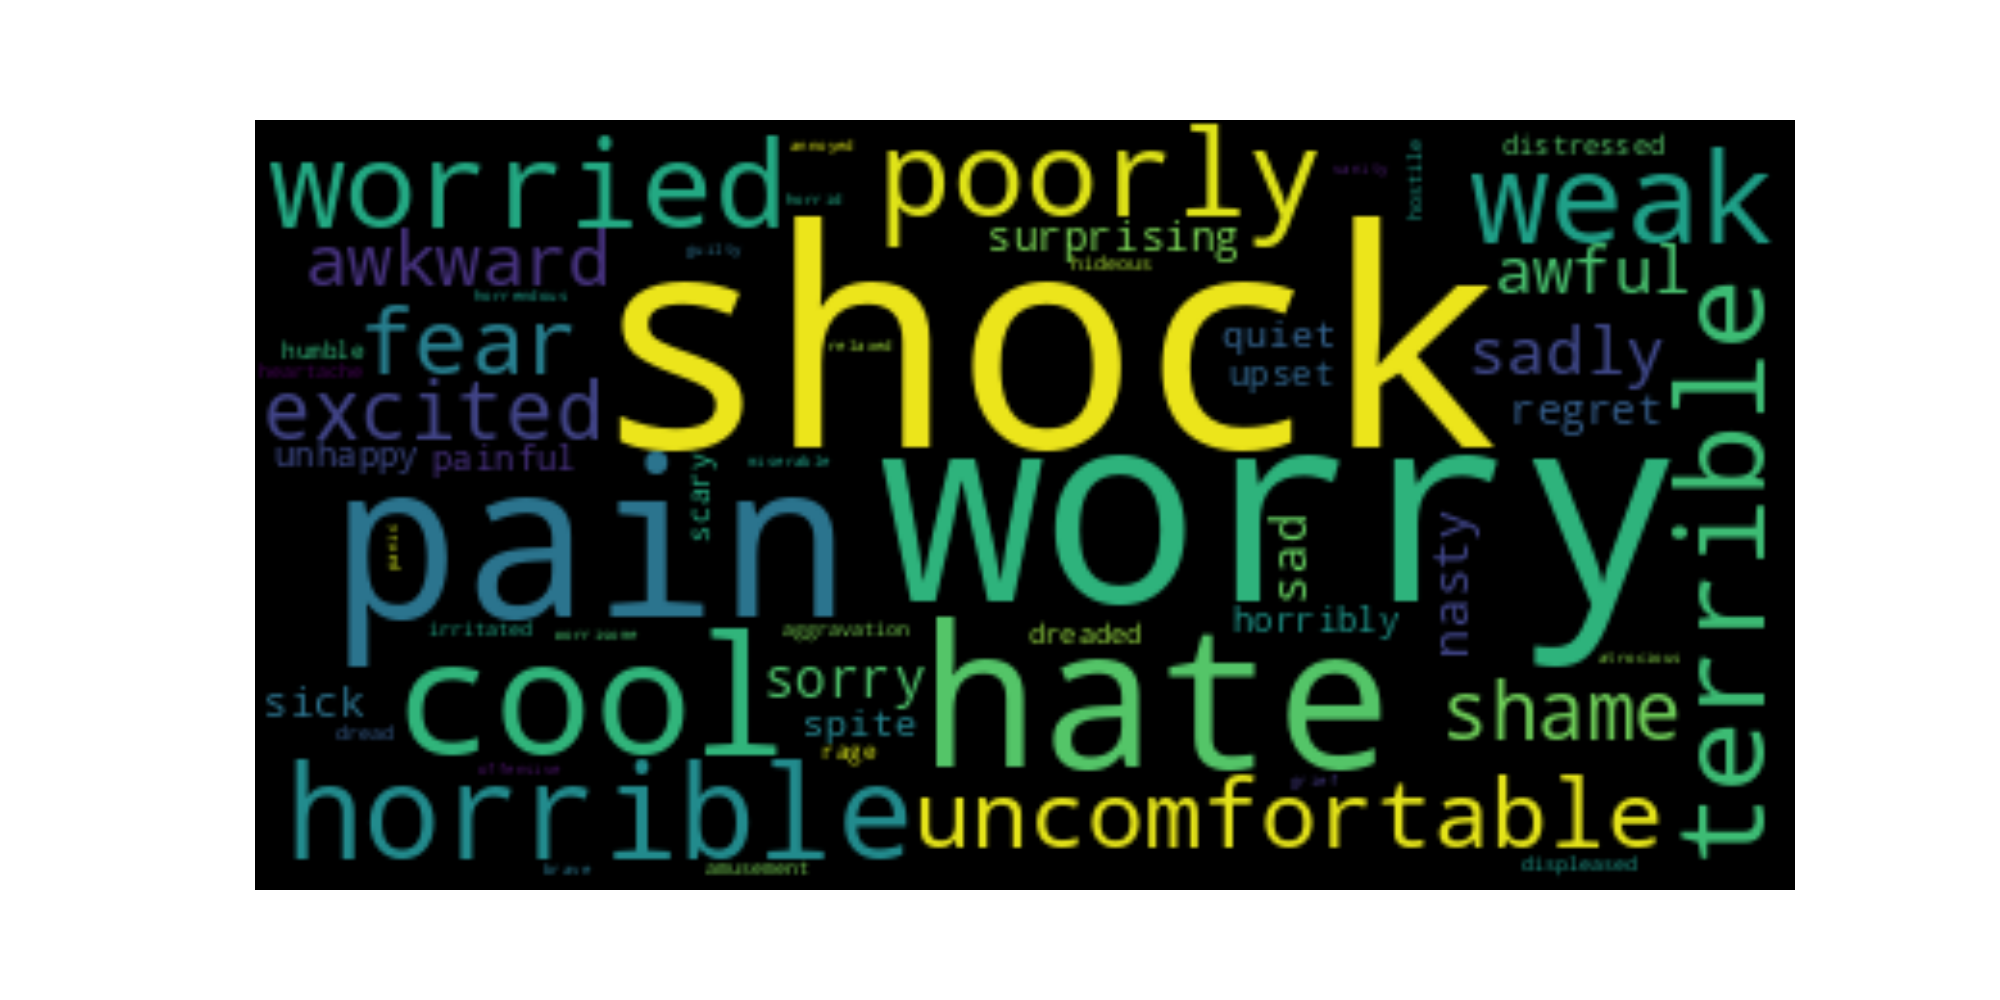 worried
annoyed
poorly
vanity
hostile
distressed
weak
horrid
awkward
guilty
surprising
hideous
awful
horrendous
shock
fear
humble
heartache
relaxed
quiet
upset
sadly
regret
terrible
excited
unhappy
painful
scary
miserable
worry
pain
panic
sad
nasty
horribly
irritated
worrisome
aggravation
dreaded
hate
atrocious
cool
sorry
sick
dread
spite
rage
shame
offensive
grief
horrible
uncomfortable
brave
amusement
displeased